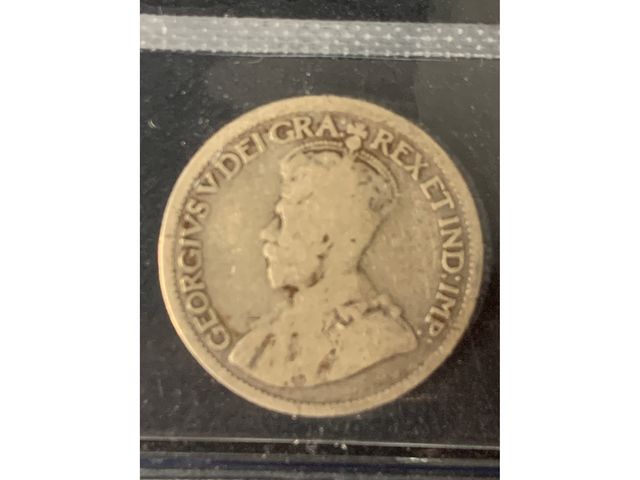 GEORGIVS V DEI GRA: REX ET IND: IMP: